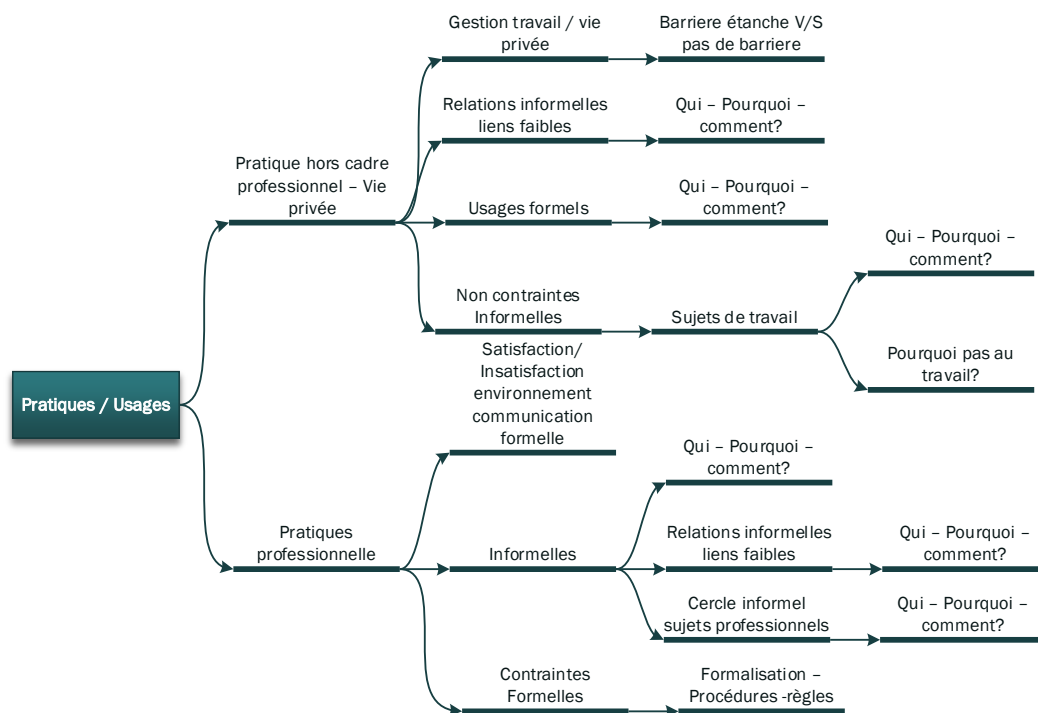 Gestion travail / vie
privée
Barriere étanche V/S
pas de barriere
Relations informelles
liens faibles
Qui – Pourquoi –
comment?
Pratique hors cadre
professionnel – Vie
privée
Usages formels
Qui – Pourquoi –
comment?
Non contraintes
Informelles
Sujets de travail
Qui – Pourquoi –
comment?
Pourquoi pas au
travail?
Pratiques / Usages
Satisfaction/
Insatisfaction
environnement
communication
formelle
Pratiques
professionnelle
Informelles
Qui – Pourquoi –
comment?
Relations informelles
liens faibles
Qui – Pourquoi –
comment?
Cercle informel
sujets professionnels
Qui – Pourquoi –
comment?
Contraintes
Formelles
Formalisation –
Procédures -règles